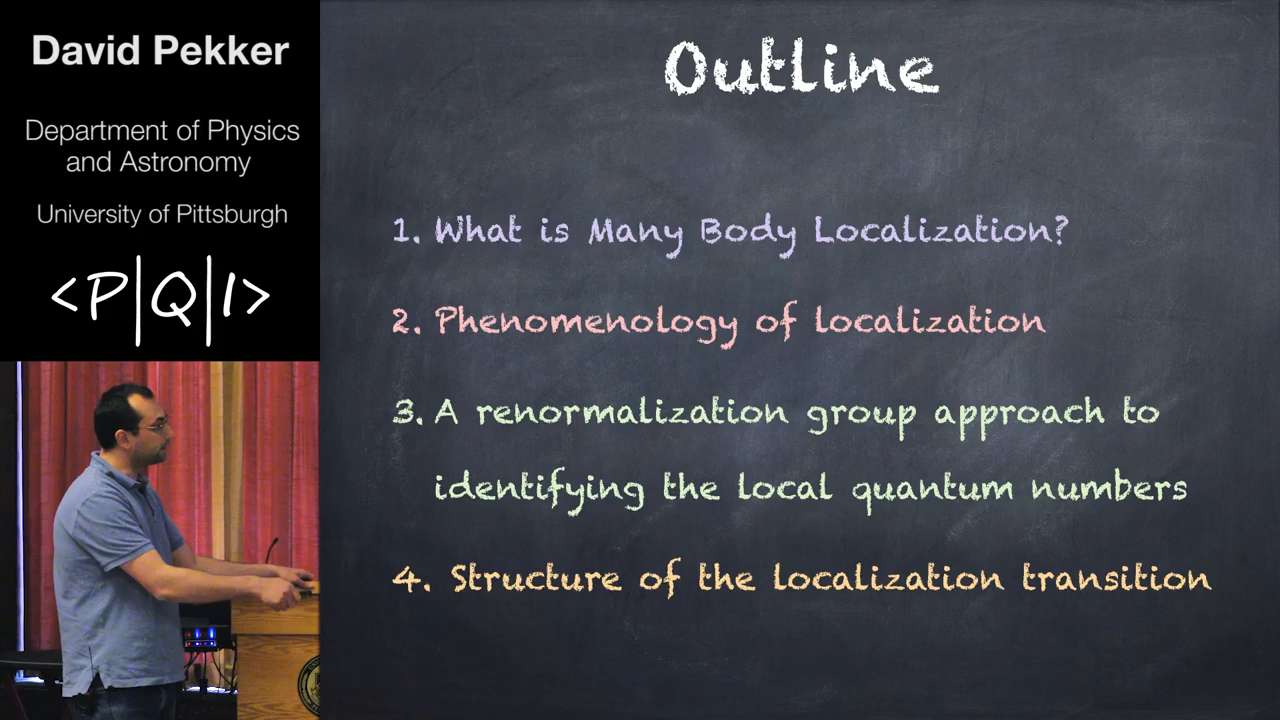 David Pekker
Department of Physics
and Astronomy
University of Pittsburgh
<P|Q|I>
Outline
1. What is Many Body Localization?
2. Phenomenology of localization
3. A renormalization group approach to
identifying the local quantum numbers
4. Structure of the localization transition